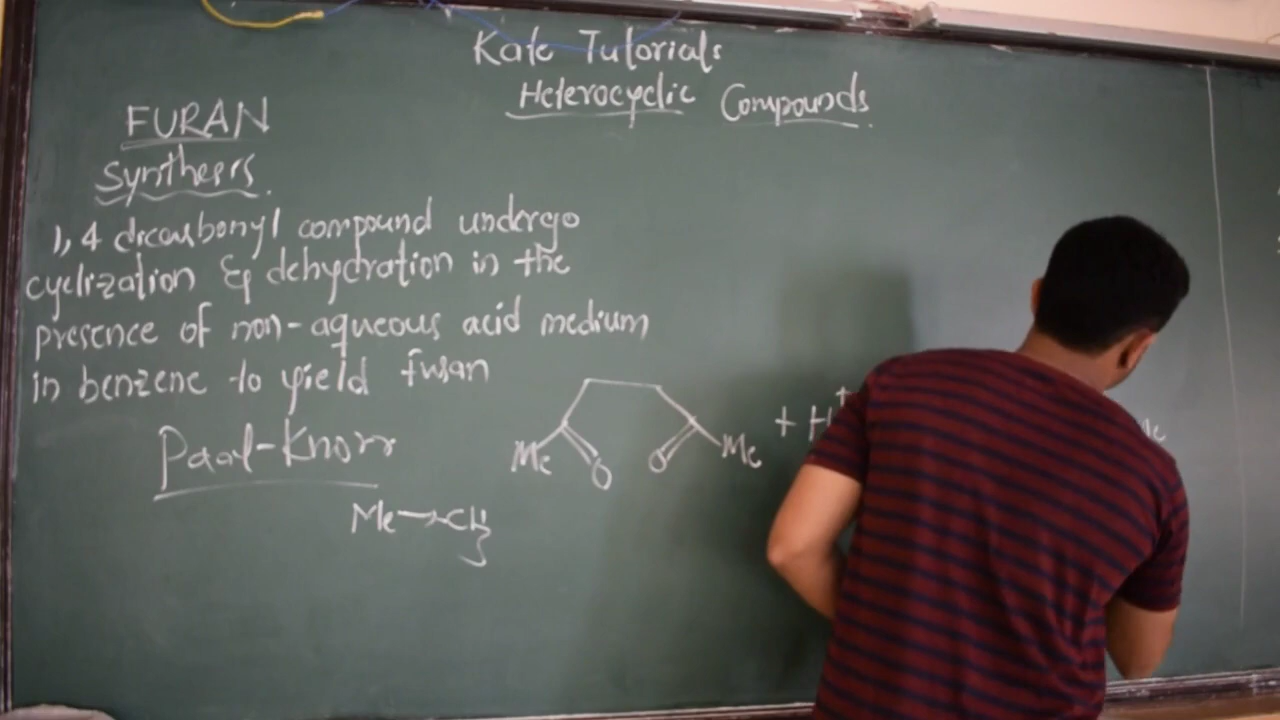 Kate Tutorials
Heterocyclic Compounds
FURAN
Synthesis.
1,4 dicarbonyl compound undergo
cyclization & dehydration in the
presence of non-aqueous acid medium
in benzene to yield furan
Paal-Knorr
Me O O Me + H+
Me→CH3